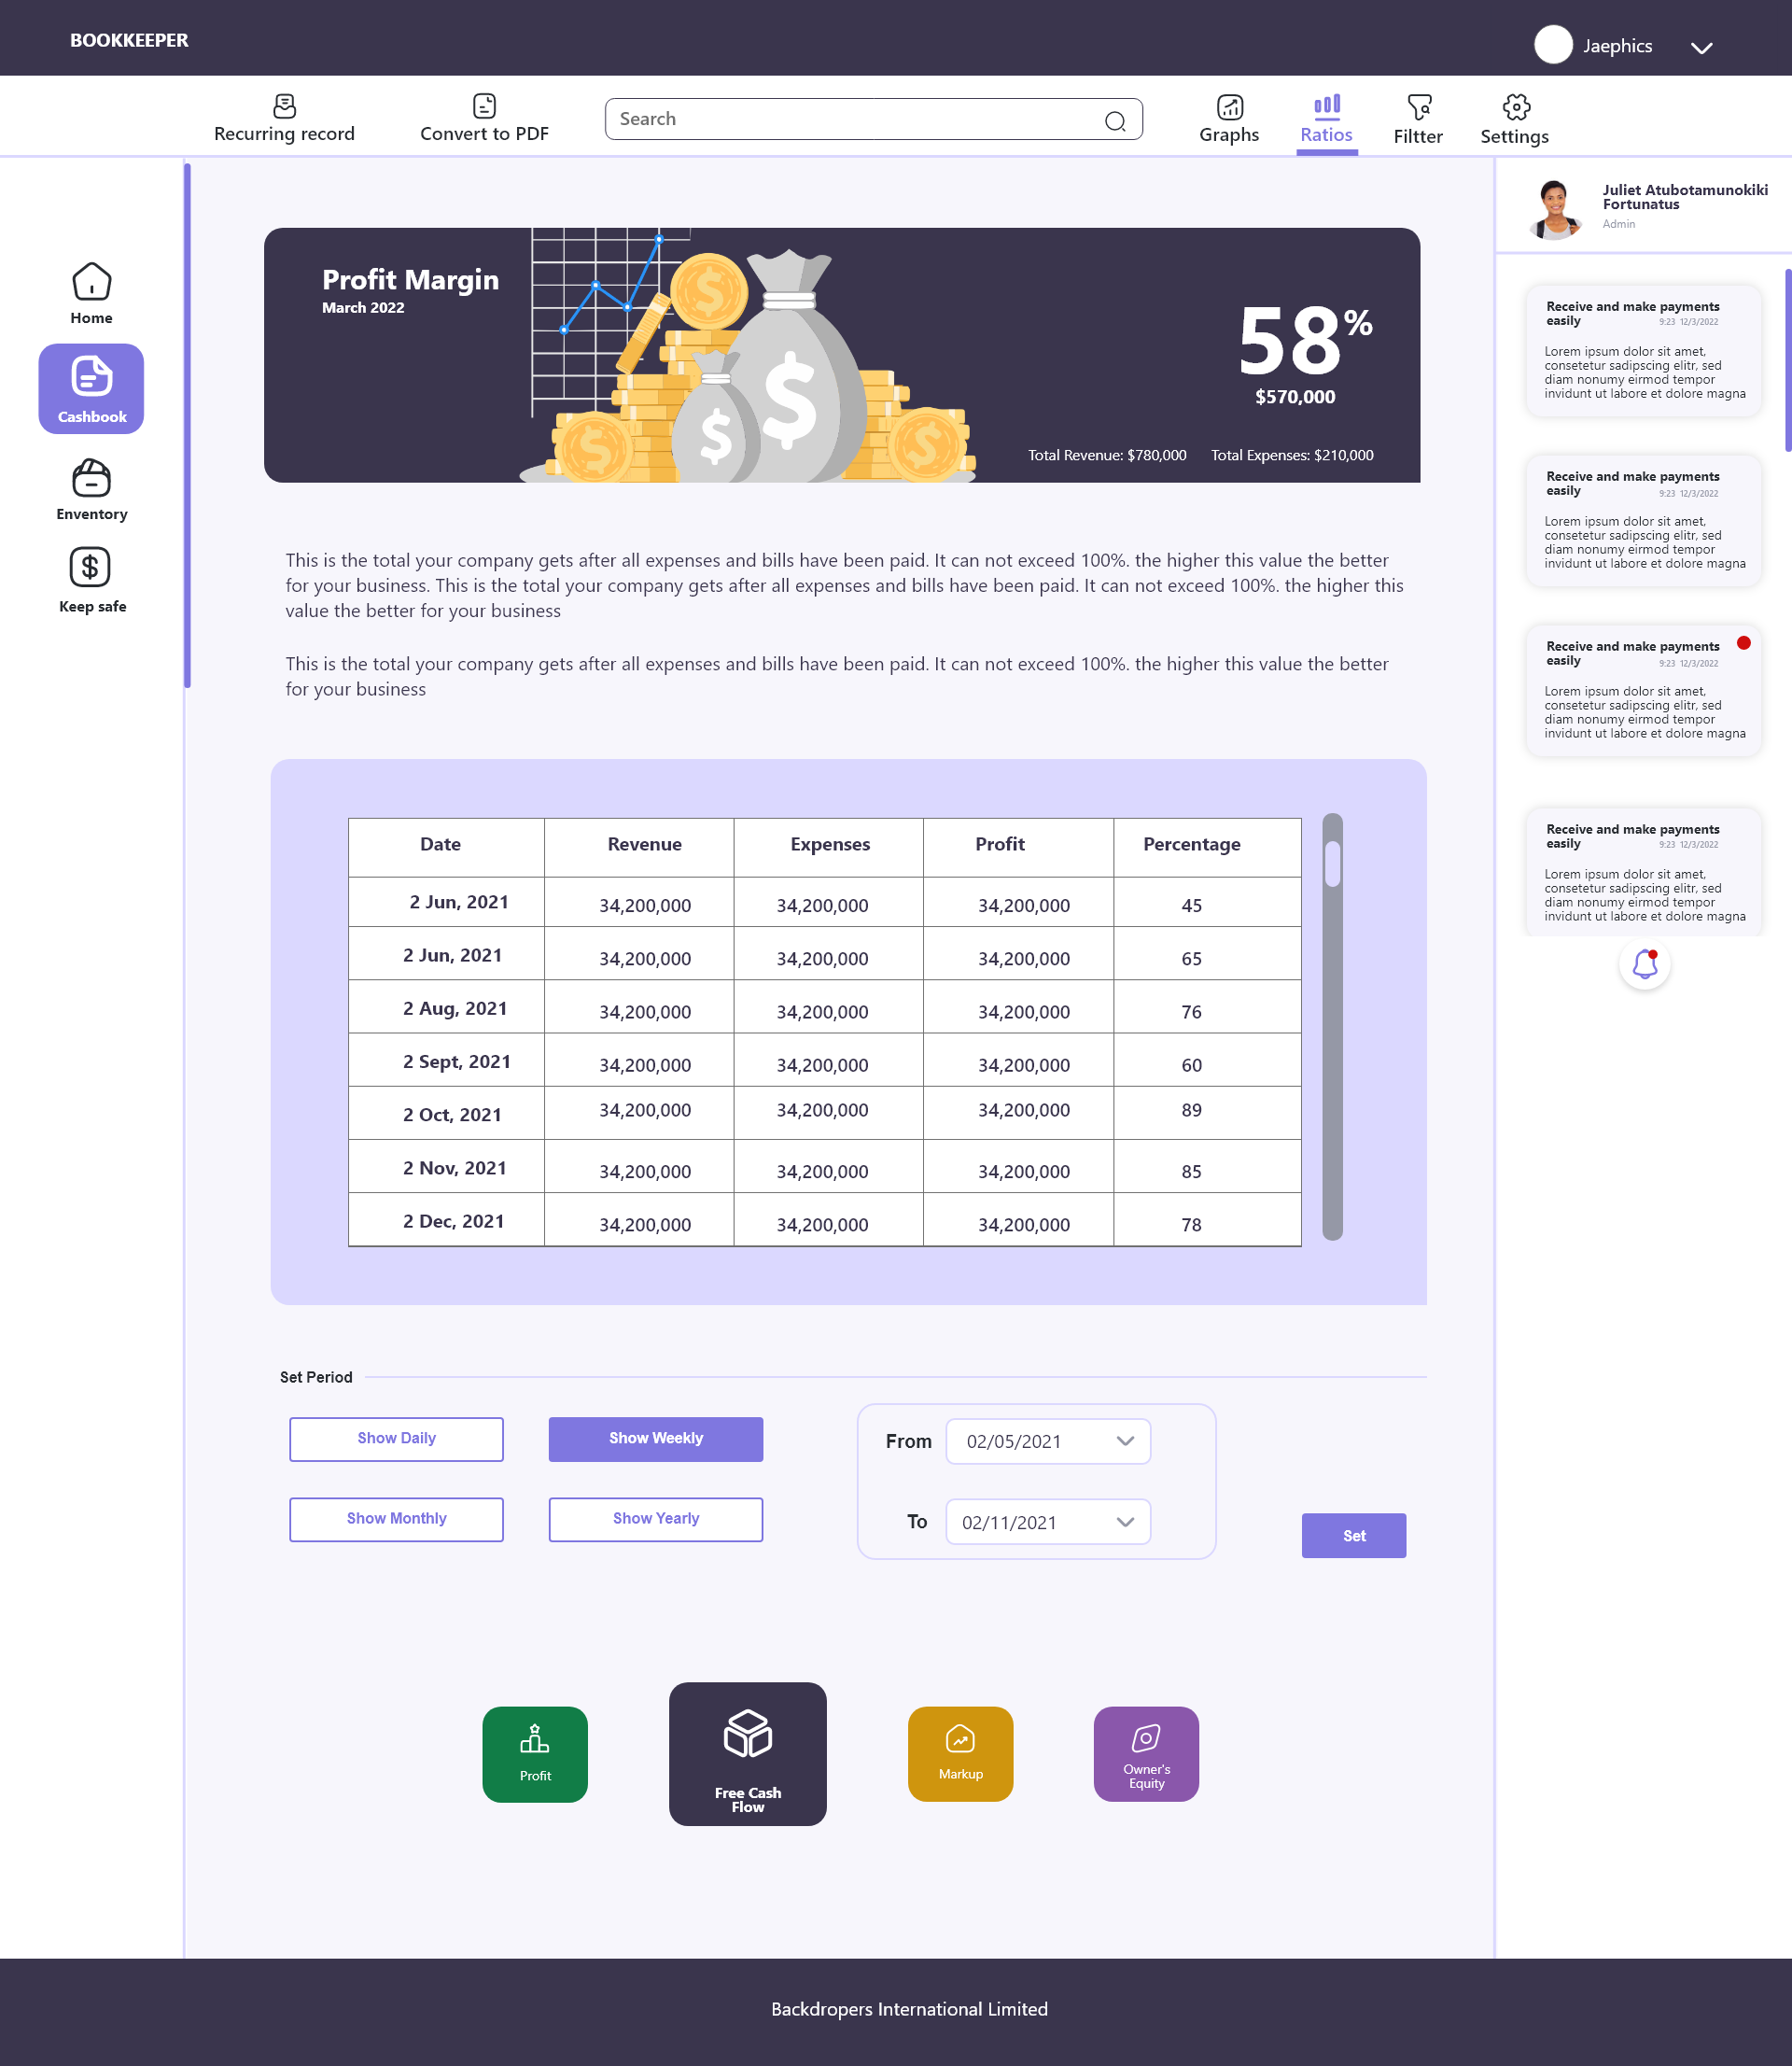 BOOKKEEPER
Jaephics
Recurring record
Convert to PDF
Search
Graphs
Ratios
Filtter
Settings
Home
Cashbook
Enventory
Keep safe
Profit Margin
March 2022
58%
$570,000
Total Revenue: $780,000 Total Expenses: $210,000
This is the total your company gets after all expenses and bills have been paid. It can not exceed 100%. the higher this value the better
for your business. This is the total your company gets after all expenses and bills have been paid. It can not exceed 100%. the higher this
value the better for your business
This is the total your company gets after all expenses and bills have been paid. It can not exceed 100%. the higher this value the better
for your business
Date Revenue Expenses Profit Percentage
2 Jun, 2021 34,200,000 34,200,000 34,200,000 45
2 Jun, 2021 34,200,000 34,200,000 34,200,000 65
2 Aug, 2021 34,200,000 34,200,000 34,200,000 76
2 Sept, 2021 34,200,000 34,200,000 34,200,000 60
2 Oct, 2021 34,200,000 34,200,000 34,200,000 89
2 Nov, 2021 34,200,000 34,200,000 34,200,000 85
2 Dec, 2021 34,200,000 34,200,000 34,200,000 78
Set Period
Show Daily
Show Weekly
Show Monthly
Show Yearly
From 02/05/2021
To 02/11/2021
Set
Profit
Free Cash
Flow
Markup
Owner's
Equity
Juliet Atubotamunokiki
Fortunatus
Admin
Receive and make payments
easily 9:23 12/3/2022
Lorem ipsum dolor sit amet,
consetetur sadipscing elitr, sed
diam nonumy eirmod tempor
invidunt ut labore et dolore magna
Receive and make payments
easily 9:23 12/3/2022
Lorem ipsum dolor sit amet,
consetetur sadipscing elitr, sed
diam nonumy eirmod tempor
invidunt ut labore et dolore magna
Receive and make payments
easily 9:23 12/3/2022
Lorem ipsum dolor sit amet,
consetetur sadipscing elitr, sed
diam nonumy eirmod tempor
invidunt ut labore et dolore magna
Receive and make payments
easily 9:23 12/3/2022
Lorem ipsum dolor sit amet,
consetetur sadipscing elitr, sed
diam nonumy eirmod tempor
invidunt ut labore et dolore magna
Backdropers International Limited